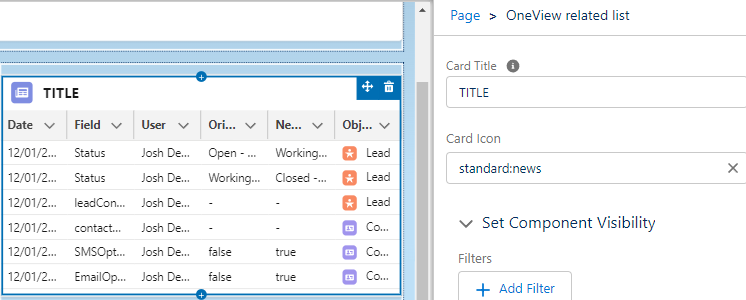 TITLE
Date Field User Ori... Ne... Obj...
12/01/2... Status Josh De... Open - ... Working... Lead
12/01/2... Status Josh De... Working... Closed -... Lead
12/01/2... leadCon... Josh De... - - Lead
12/01/2... contact... Josh De... - - Co...
12/01/2... SMSOpt... Josh De... false true Co...
12/01/2... EmailOp... Josh De... false true Co...
Page > OneView related list
Card Title
TITLE
Card Icon
standard:news
Set Component Visibility
Filters
+ Add Filter